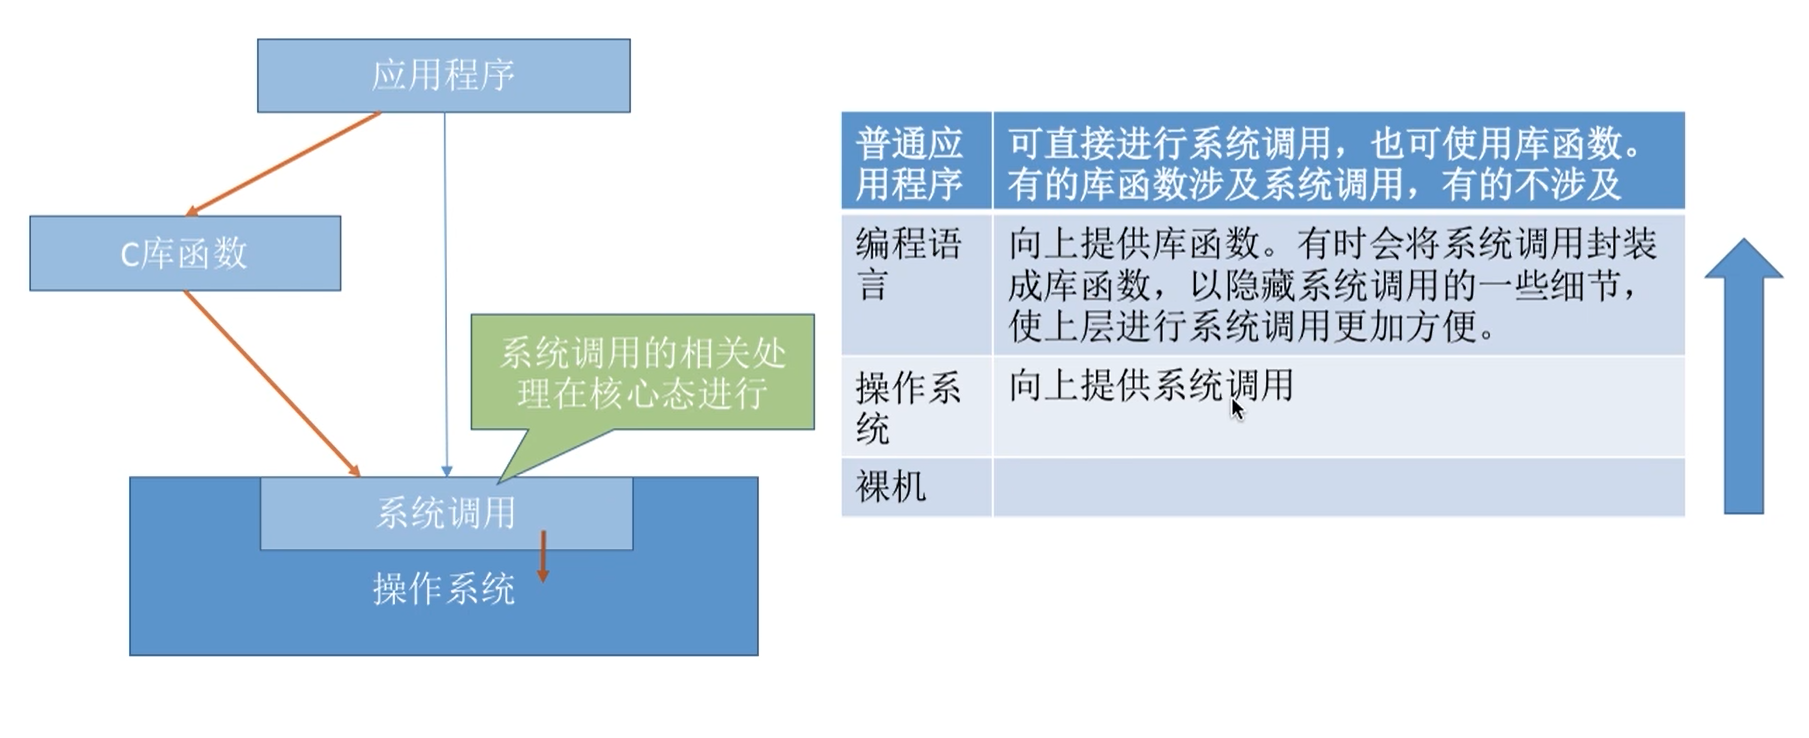 应用程序
C库函数
系统调用的相关处
理在核心态进行
系统调用
操作系统
普通应
用程序
可直接进行系统调用，也可使用库函数。
有的库函数涉及系统调用，有的不涉及
编程语
言
向上提供库函数。有时会将系统调用封装
成库函数，以隐藏系统调用的一些细节，
使上层进行系统调用更加方便。
操作系
统
向上提供系统调用
裸机